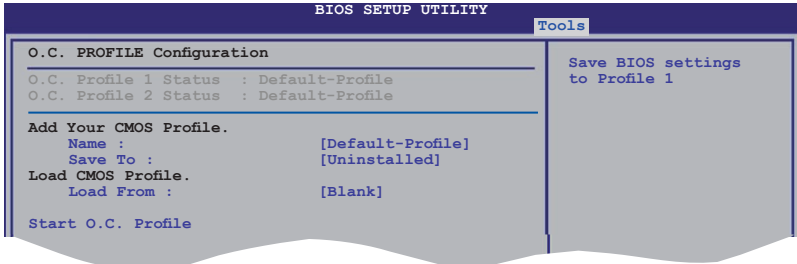 BIOS SETUP UTILITY
Tools
O.C. PROFILE Configuration
O.C. Profile 1 Status : Default-Profile
O.C. Profile 2 Status : Default-Profile
Add Your CMOS Profile.
Name : [Default-Profile]
Save To : [Uninstalled]
Load CMOS Profile.
Load From : [Blank]
Start O.C. Profile
Save BIOS settings
to Profile 1